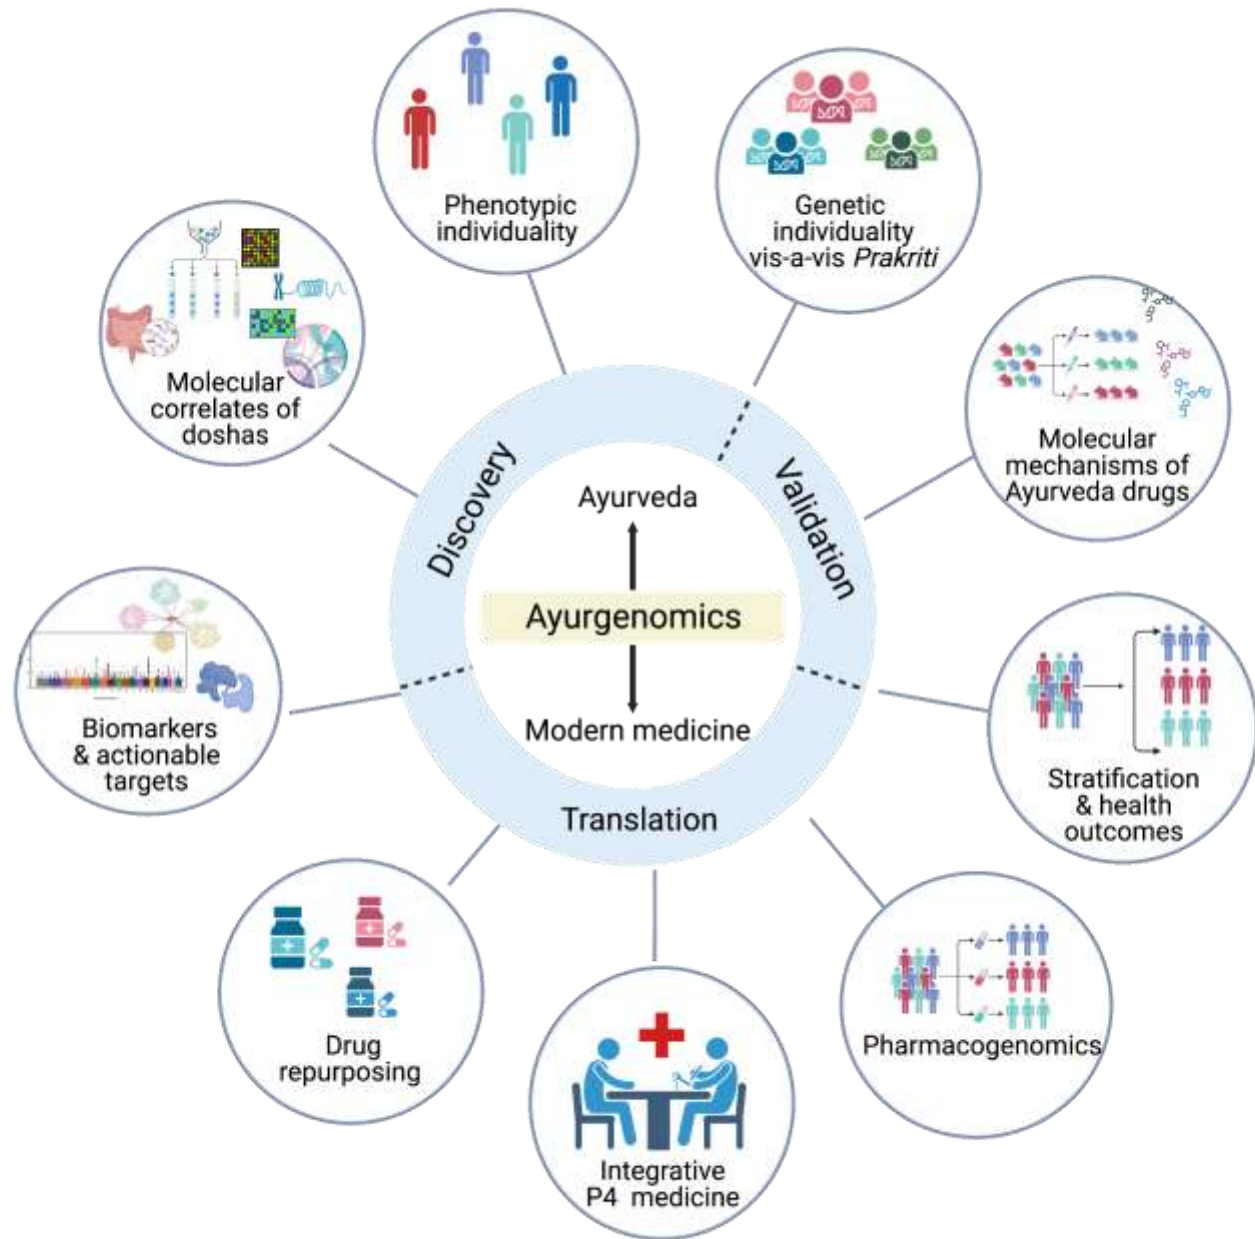 Phenotypic
individuality
Genetic
individuality
vis-a-vis Prakriti
Molecular
correlates of
doshas
Molecular
mechanisms of
Ayurveda drugs
Discovery
Validation
Ayurveda
Ayurgenomics
Modern medicine
Translation
Biomarkers
& actionable
targets
Stratification
& health
outcomes
Drug
repurposing
Pharmacogenomics
Integrative
P4 medicine